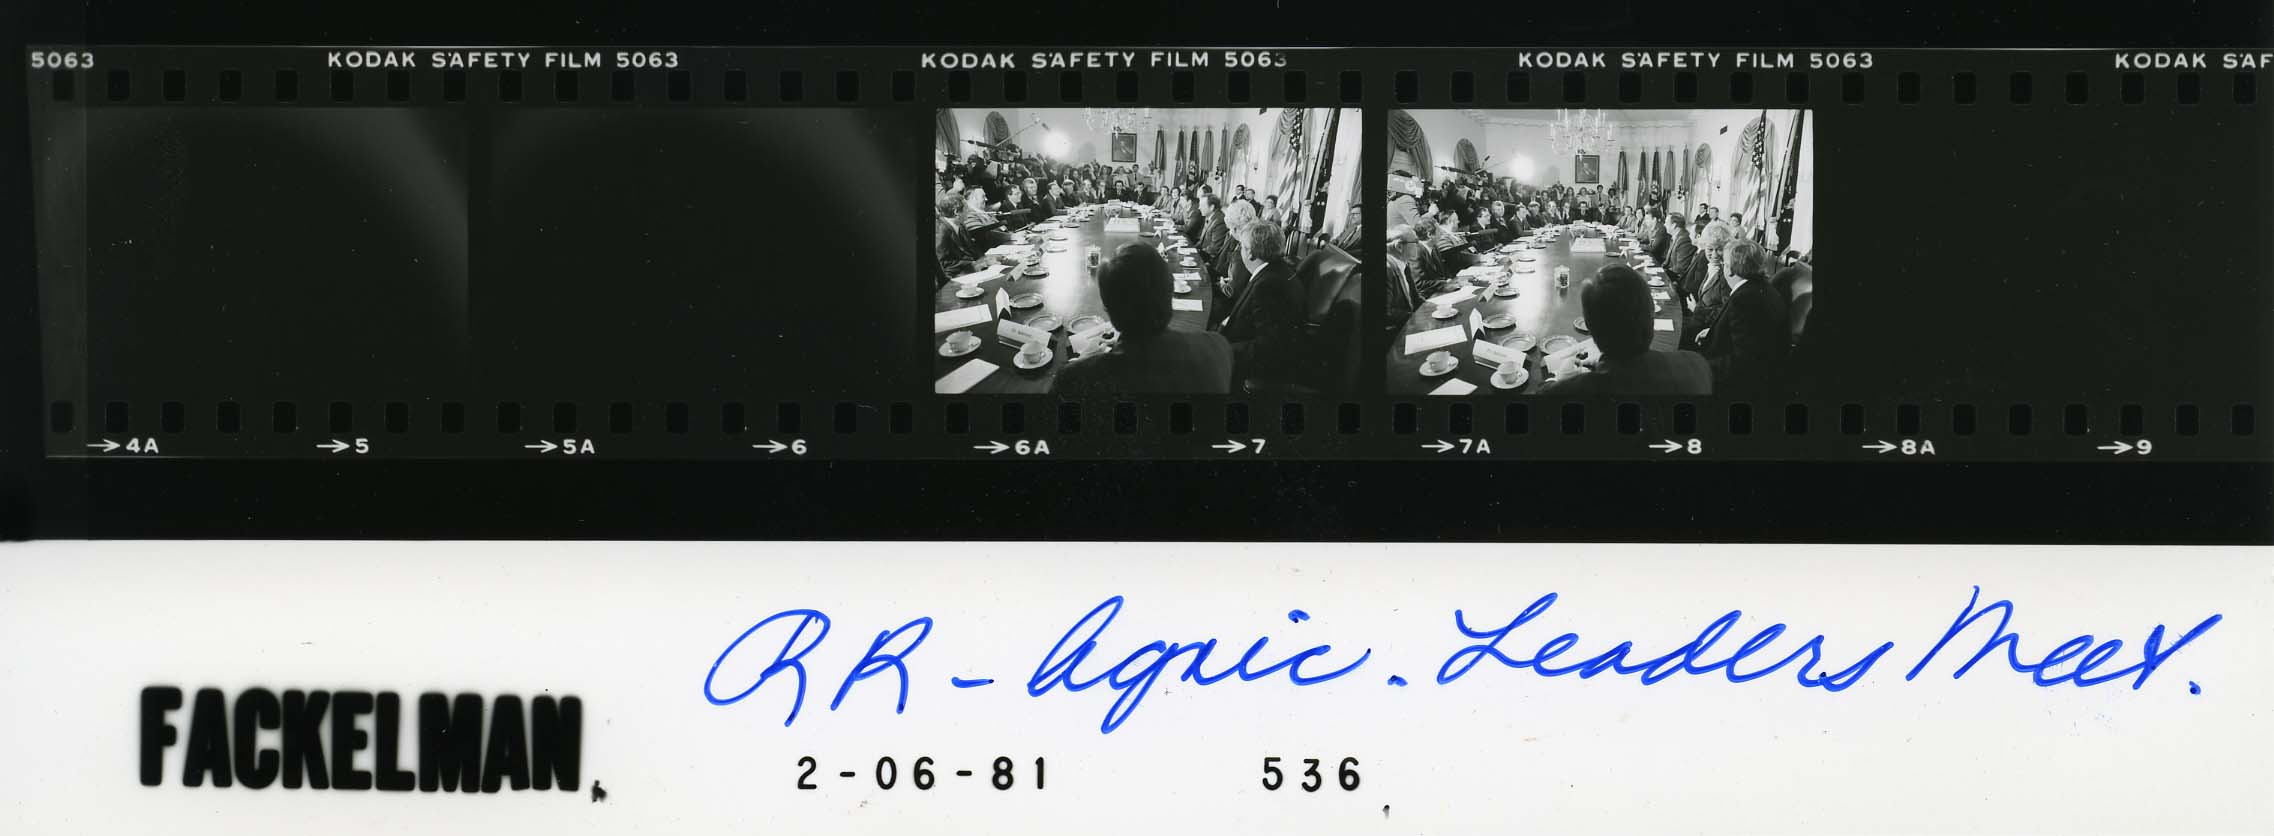 5063 KODAK SAFETY FILM 5063 KODAK SAFETY FILM 5063 KODAK SAFETY FILM 5063 KODAK SAF
→4A →5 →5A →6 →6A →7 →7A →8 →8A →9
RR - Agric. Leaders Meet.
FACKELMAN
2-06-81 536